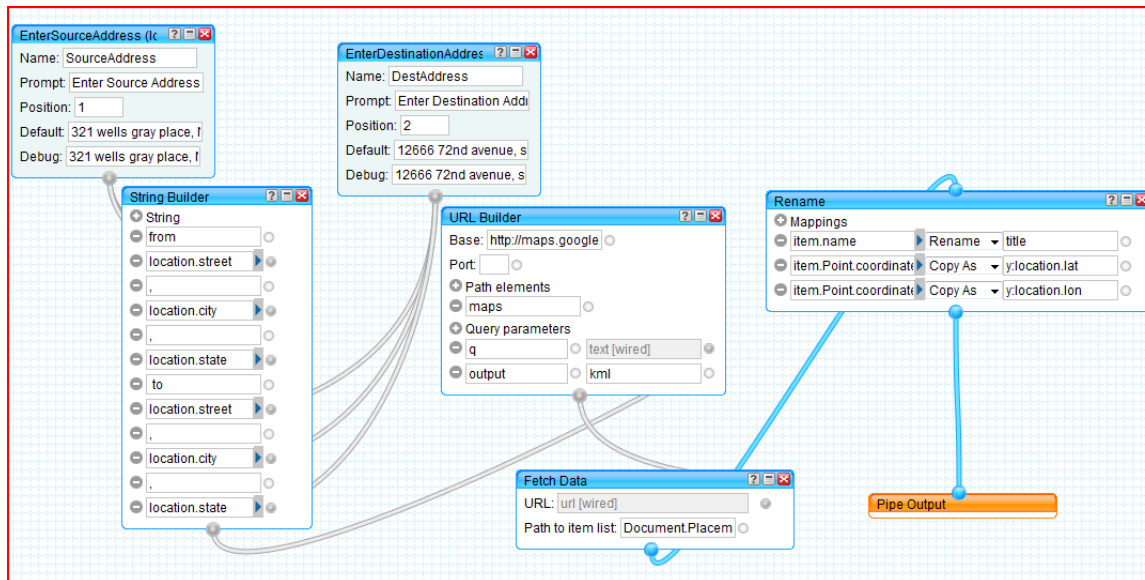 EnterSourceAddress (lc
Name: SourceAddress
Prompt: Enter Source Address
Position: 1
Default: 321 wells gray place,
Debug: 321 wells gray place,
EnterDestinationAddres
Name: DestAddress
Prompt: Enter Destination Add
Position: 2
Default: 12666 72nd avenue, s
Debug: 12666 72nd avenue, s
String Builder
String
from
location.street
,
location.city
,
location.state
to
location.street
,
location.city
,
location.state
URL Builder
Base: http://maps.google
Port:
Path elements
maps
Query parameters
q text [wired]
output kml
Fetch Data
URL: url [wired]
Path to item list: Document.Placem
Rename
Mappings
item.name Rename title
item.Point.coordinate Copy As y:location.lat
item.Point.coordinate Copy As y:location.lon
Pipe Output